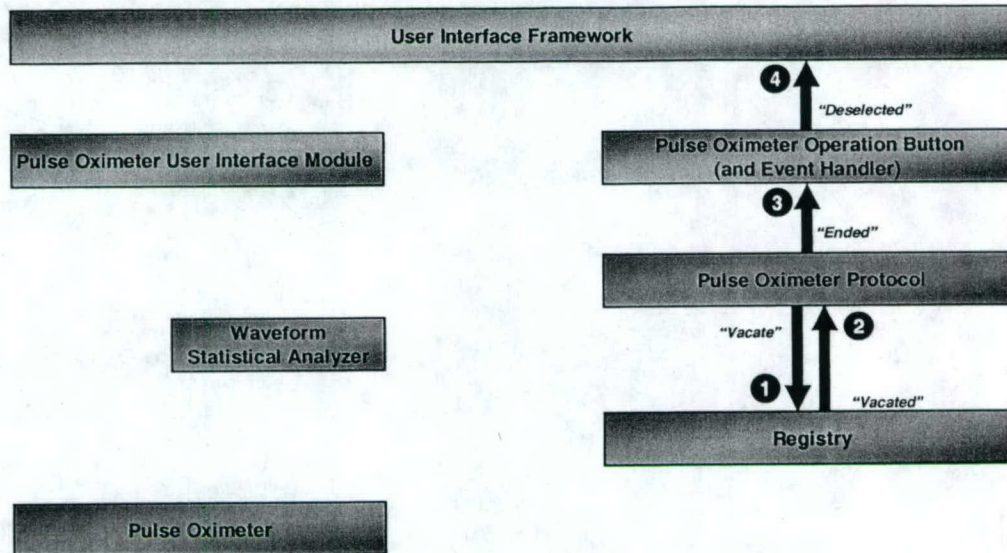 User Interface Framework
4
"Deselected"
Pulse Oximeter User Interface Module
Pulse Oximeter Operation Button
(and Event Handler)
3
"Ended"
Pulse Oximeter Protocol
Waveform
Statistical Analyzer
"Vacate"
2
1
"Vacated"
Registry
Pulse Oximeter